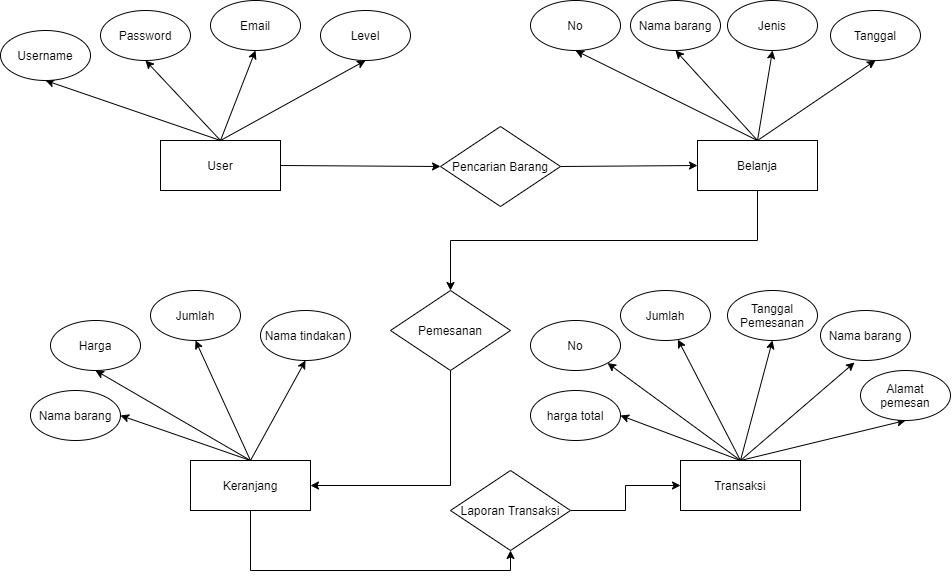 Username
Password
Email
Level
No
Nama barang
Jenis
Tanggal
User
Pencarian Barang
Belanja
Pemesanan
Harga
Jumlah
Nama tindakan
Nama barang
Keranjang
No
Jumlah
Tanggal
Pemesanan
Nama barang
Alamat
pemesan
harga total
Laporan Transaksi
Transaksi